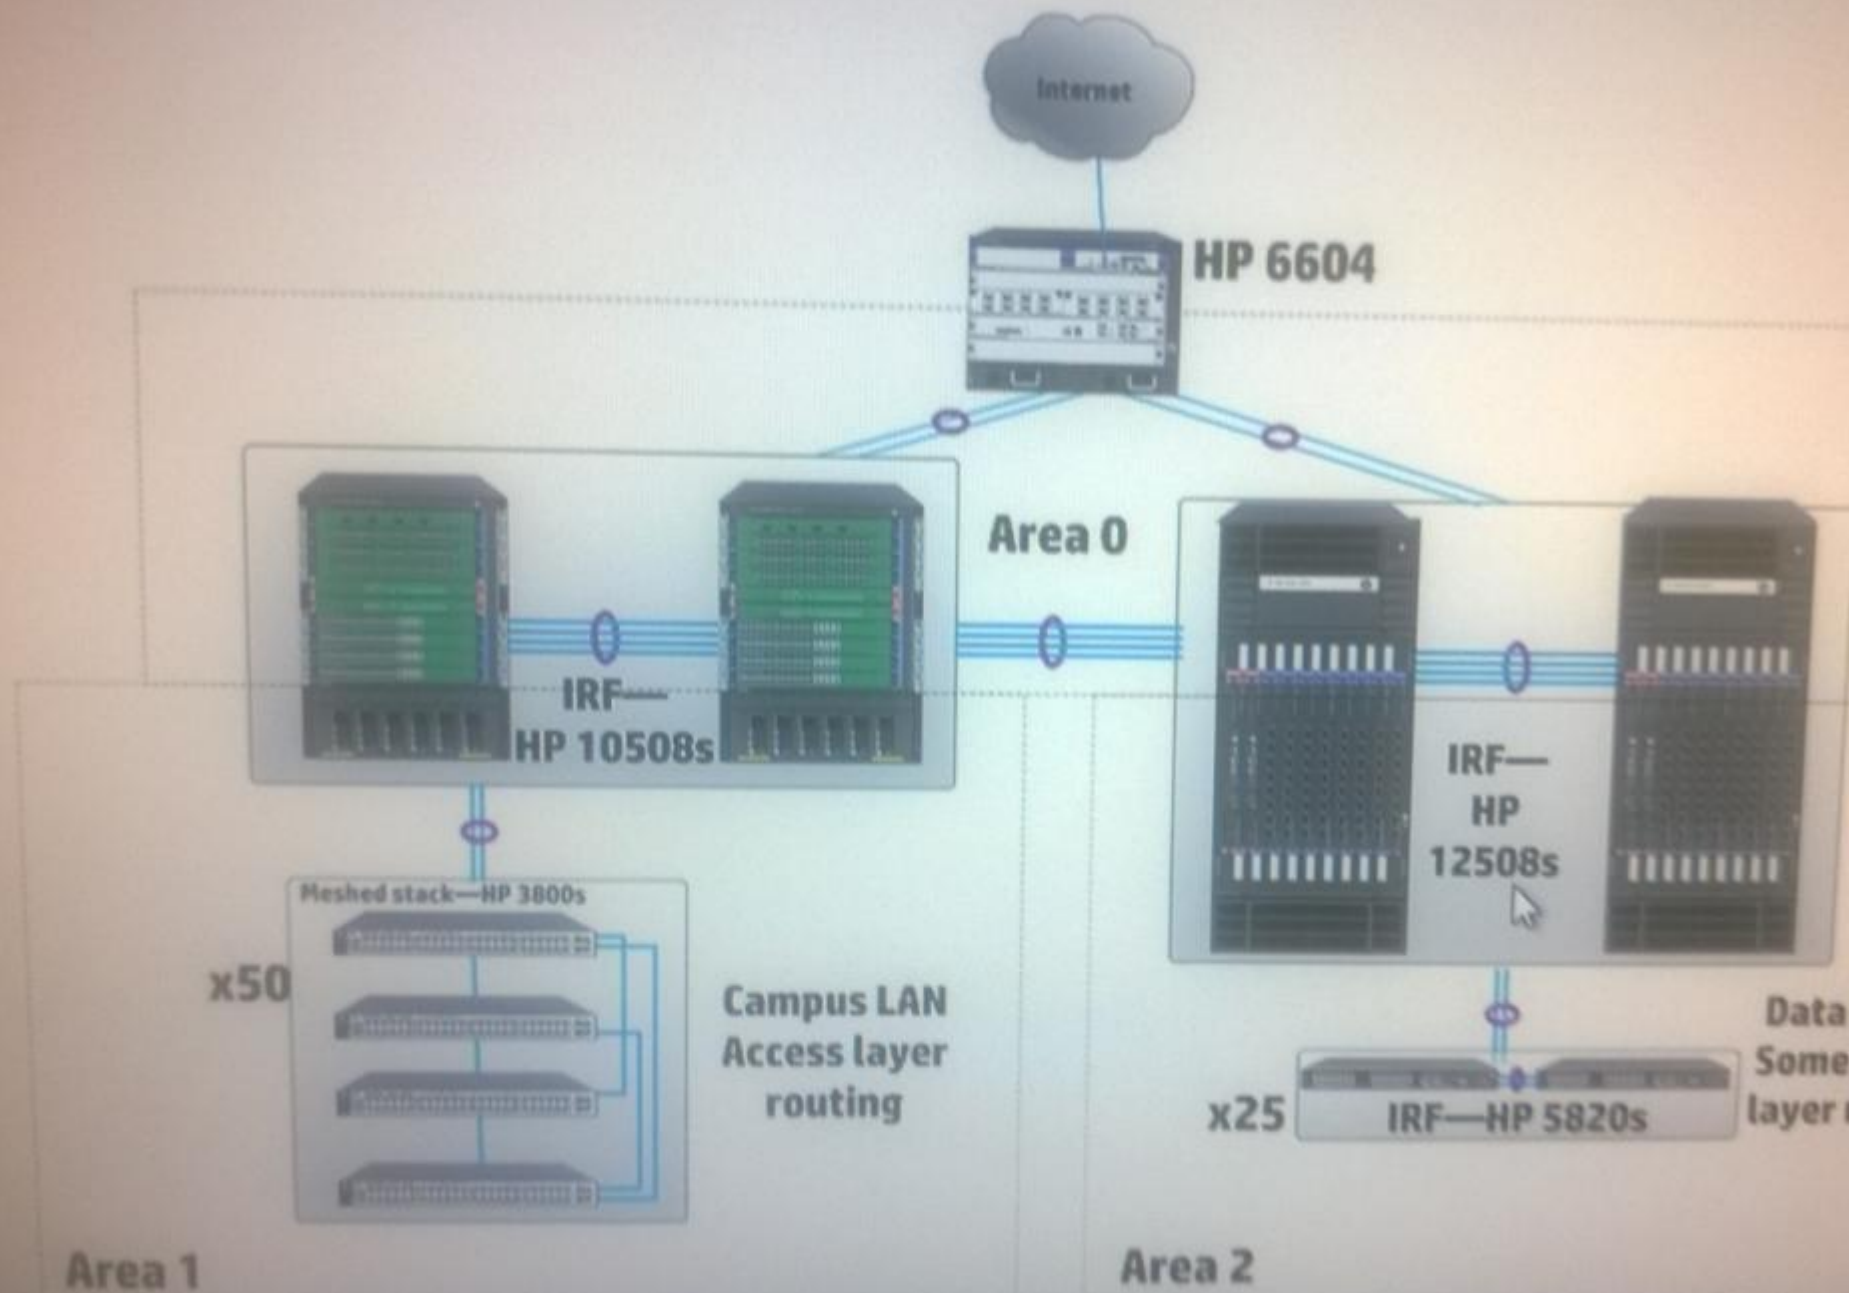 Internet
HP 6604
Area 0
IRF—
HP 10508s
IRF—
HP
12508s
Meshed stack—HP 3800s
x50
Campus LAN
Access layer
routing
Data
Some
layer
x25
IRF—HP 5820s
Area 1
Area 2